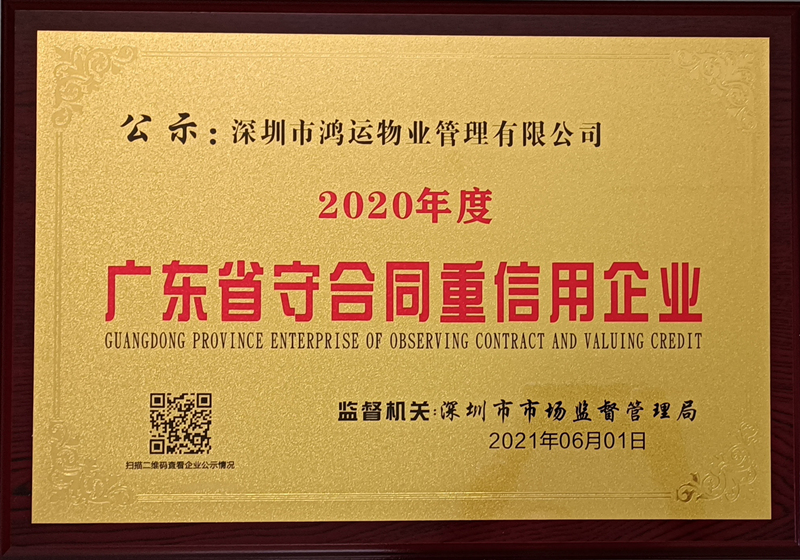 公示：深圳市鸿运物业管理有限公司
2020年度
广东省守合同重信用企业
GUANGDONG PROVINCE ENTERPRISE OF OBSERVING CONTRACT AND VALUING CREDIT
监督机关:深圳市市场监督管理局
2021年06月01日
扫描二维码查看企业公示情况